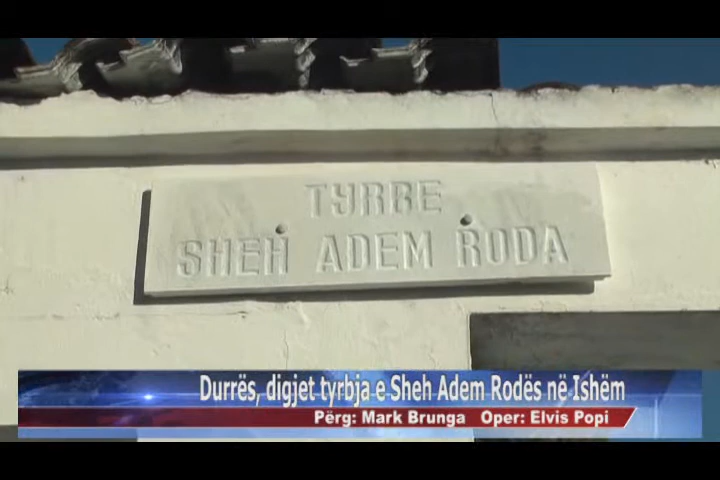 TYRBE
SHEH ADEM RODA
Durrës, digjet tyrbja e Sheh Adem Rodës në Ishëm
Përg: Mark Brunga Oper: Elvis Popi